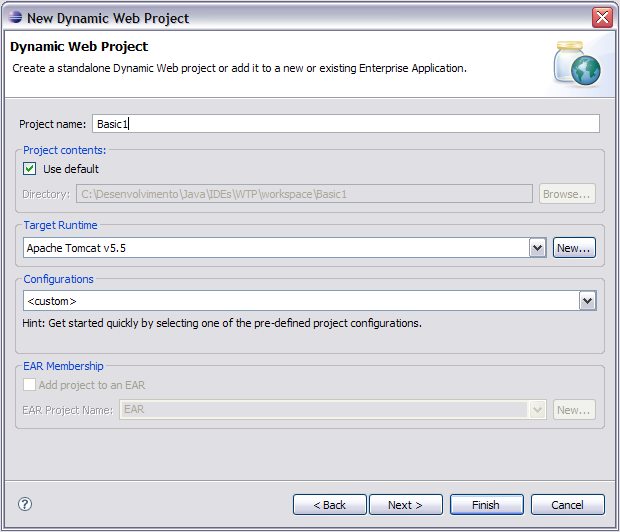 New Dynamic Web Project
Dynamic Web Project
Create a standalone Dynamic Web project or add it to a new or existing Enterprise Application.
Project name: Basic1
Project contents:
Use default
Directory: C:\Desenvolvimento\Java\IDEs\WTP\workspace\Basic1 Browse...
Target Runtime
Apache Tomcat v5.5 New...
Configurations
<custom>
Hint: Get started quickly by selecting one of the pre-defined project configurations.
EAR Membership
Add project to an EAR
EAR Project Name: EAR New...
? < Back Next > Finish Cancel